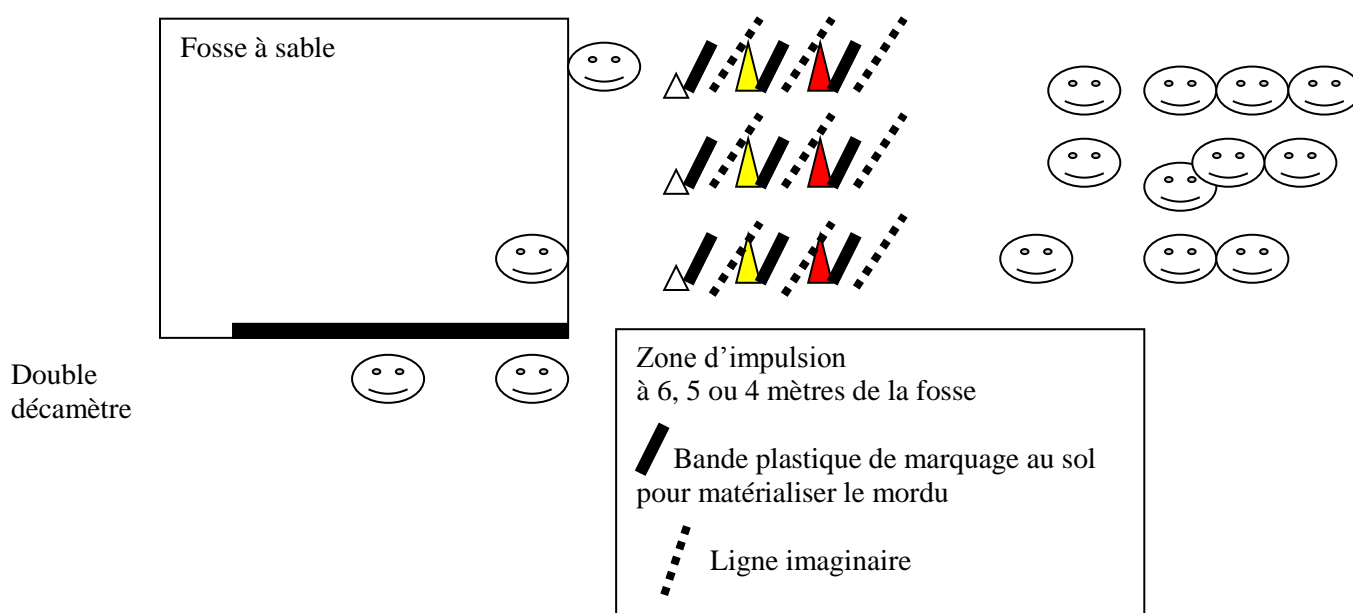 Fosse à sable
Double
décamètre
Zone d’impulsion
à 6, 5 ou 4 mètres de la fosse
Bande plastique de marquage au sol
pour matérialiser le mordu
Ligne imaginaire